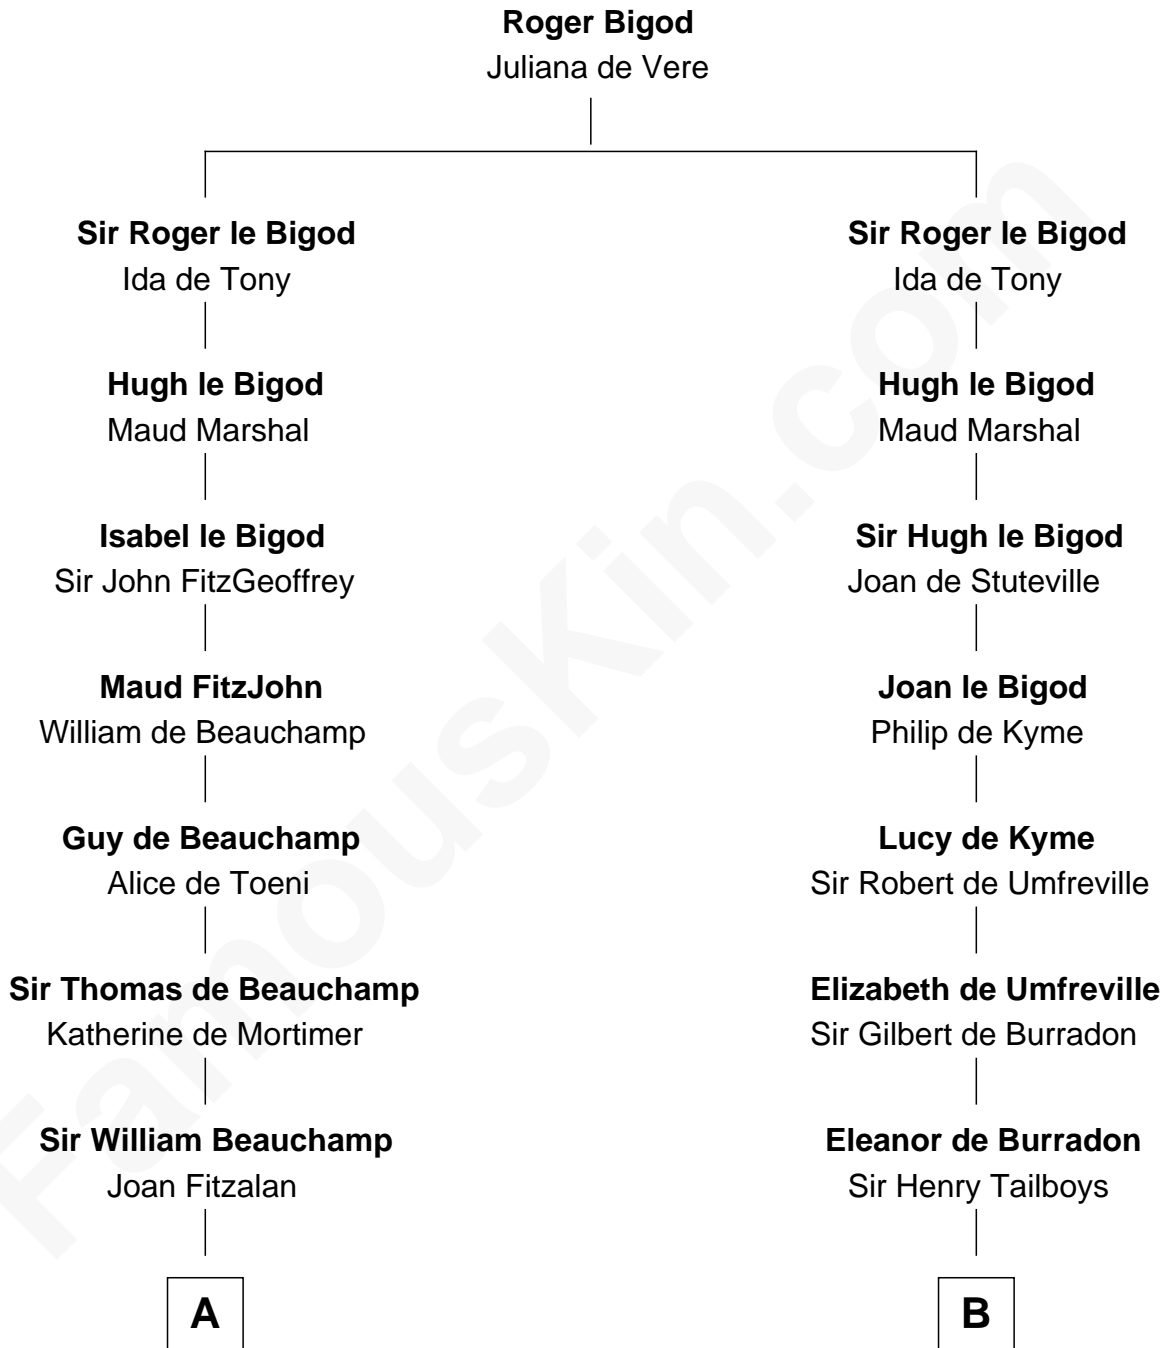 Roger Bigod
Juliana de Vere
Sir Roger le Bigod
Ida de Tony
Hugh le Bigod
Maud Marshal
Isabel le Bigod
Sir John FitzGeoffrey
Maud FitzJohn
William de Beauchamp
Guy de Beauchamp
Alice de Toeni
Sir Thomas de Beauchamp
Katherine de Mortimer
Sir William Beauchamp
Joan Fitzalan
A
Sir Roger le Bigod
Ida de Tony
Hugh le Bigod
Maud Marshal
Sir Hugh le Bigod
Joan de Stuteville
Joan le Bigod
Philip de Kyme
Lucy de Kyme
Sir Robert de Umfreville
Elizabeth de Umfreville
Sir Gilbert de Burradon
Eleanor de Burradon
Sir Henry Tailboys
B
FamousKin.com